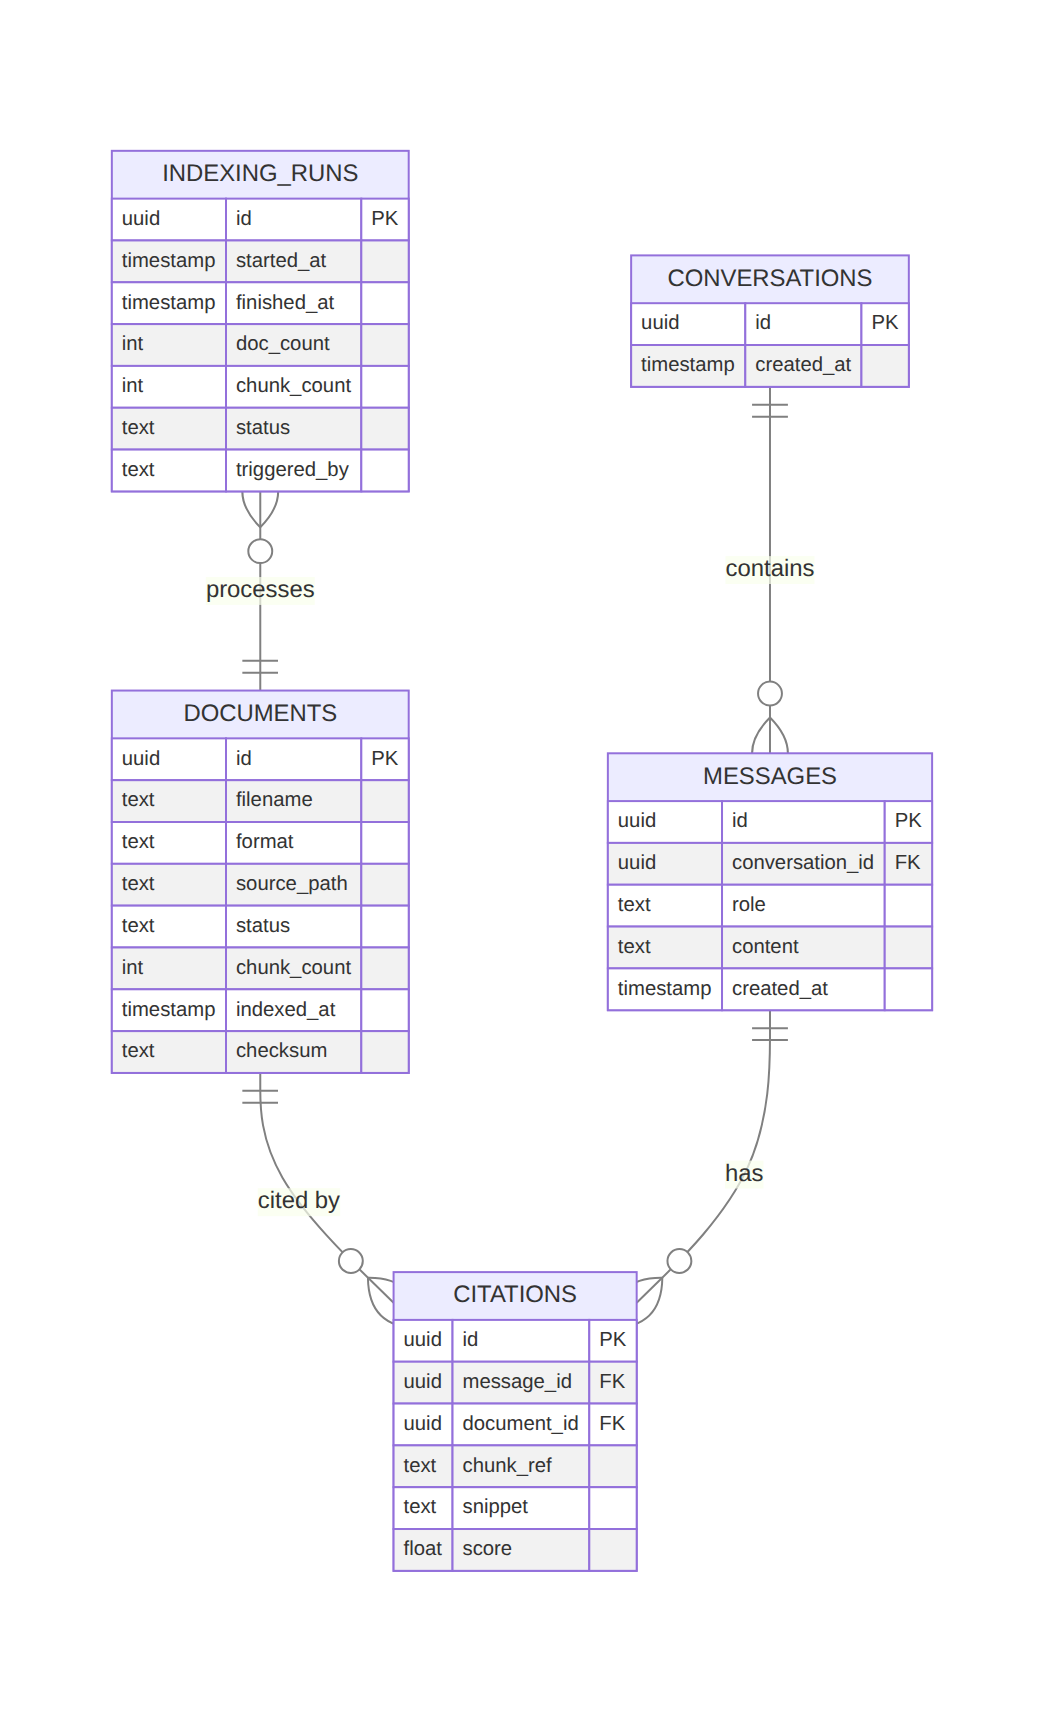 INDEXING_RUNS
uuid id PK
timestamp started_at
timestamp finished_at
int doc_count
int chunk_count
text status
text triggered_by
CONVERSATIONS
uuid id PK
timestamp created_at
processes
contains
DOCUMENTS
uuid id PK
text filename
text format
text source_path
text status
int chunk_count
timestamp indexed_at
text checksum
MESSAGES
uuid id PK
uuid conversation_id FK
text role
text content
timestamp created_at
cited by
has
CITATIONS
uuid id PK
uuid message_id FK
uuid document_id FK
text chunk_ref
text snippet
float score